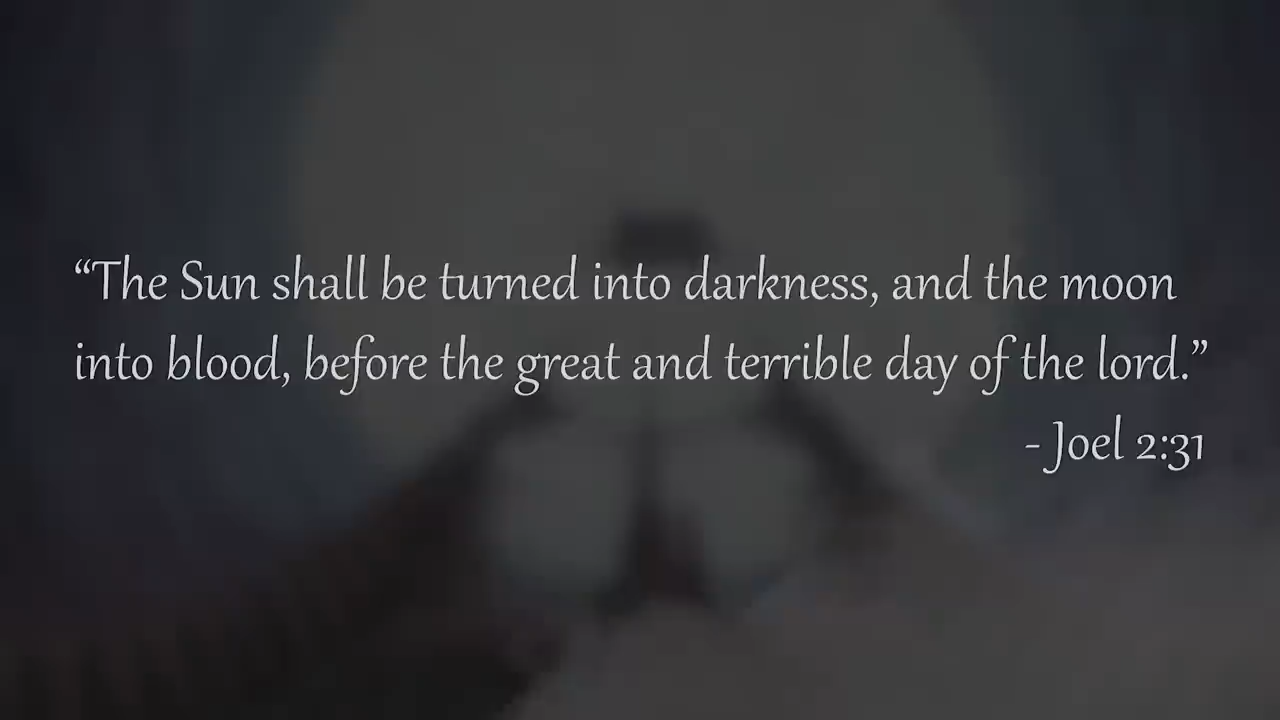 “The Sun shall be turned into darkness, and the moon
into blood, before the great and terrible day of the lord.”
- Joel 2:31